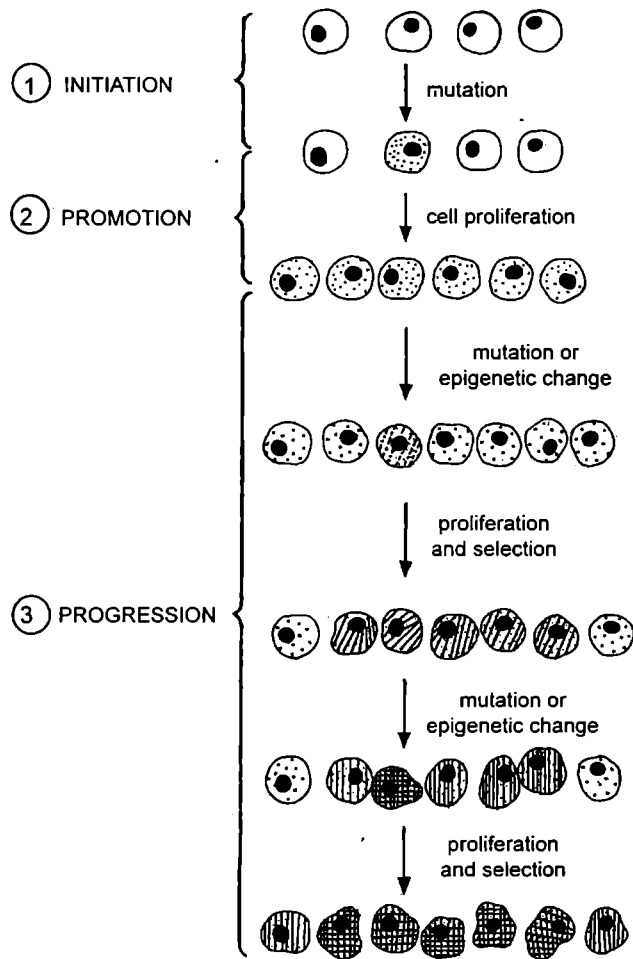 1 INITIATION
mutation
2 PROMOTION
cell proliferation
mutation or
epigenetic change
proliferation
and selection
3 PROGRESSION
mutation or
epigenetic change
proliferation
and selection